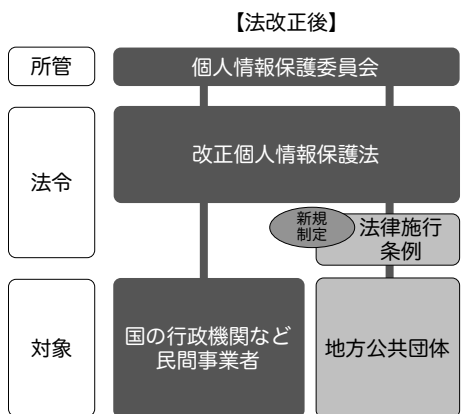 【法改正後】
所管
個人情報保護委員会
法令
改正個人情報保護法
新規
制定
法律施行
条例
対象
国の行政機関など
民間事業者
地方公共団体